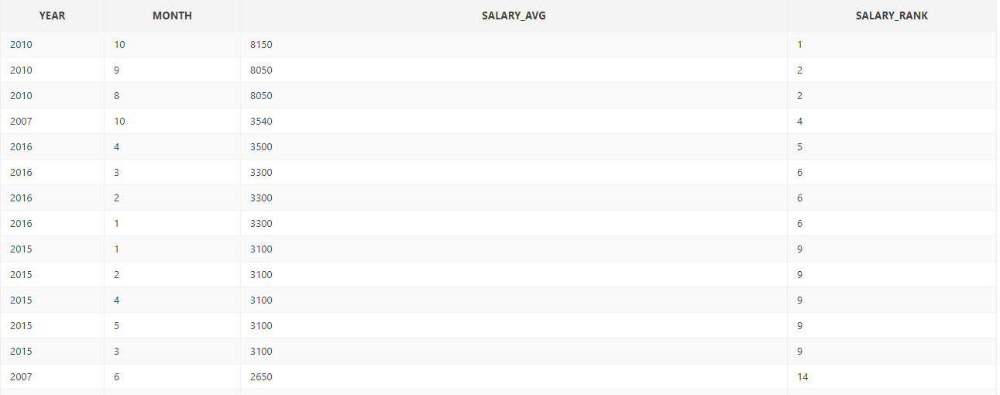 YEAR MONTH SALARY_AVG SALARY_RANK
2010 10 8150 1
2010 9 8050 2
2010 8 8050 2
2007 10 3540 4
2016 4 3500 5
2016 3 3300 6
2016 2 3300 6
2016 1 3300 6
2015 1 3100 9
2015 2 3100 9
2015 4 3100 9
2015 5 3100 9
2015 3 3100 9
2007 6 2650 14